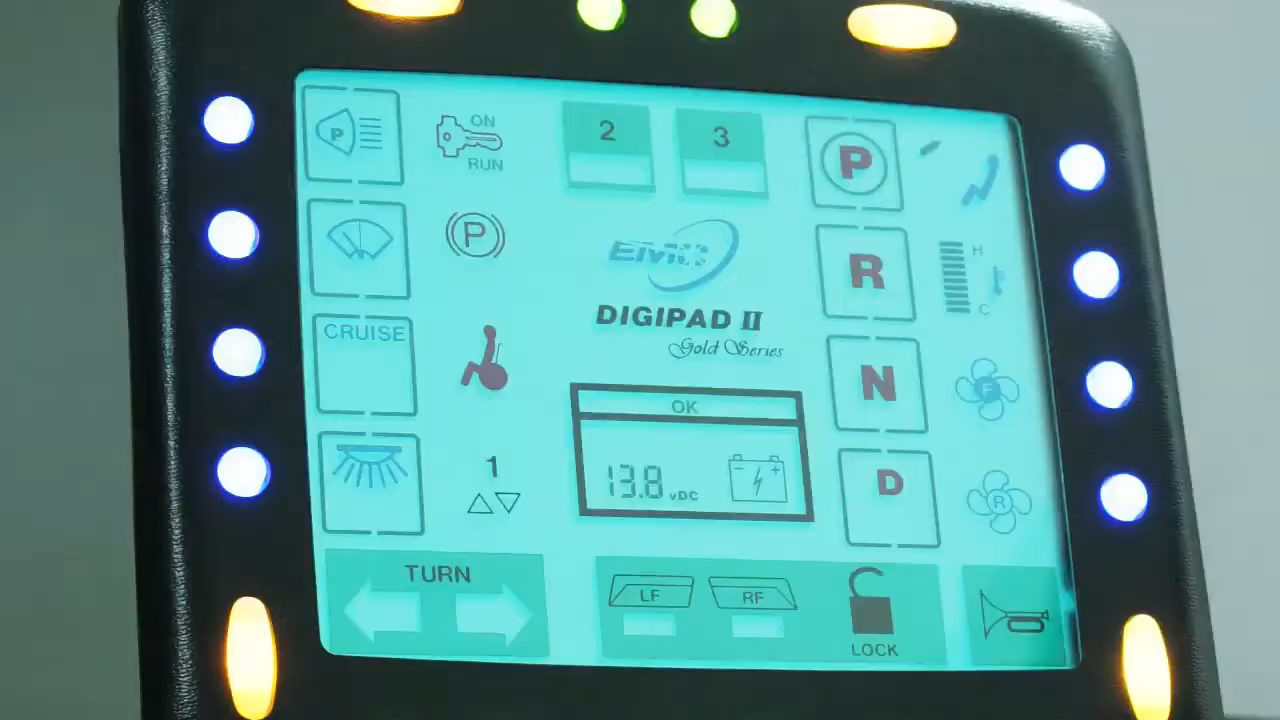 P
ON
RUN
2
3
P
P
EMC
R
H
C
DIGIPAD II
Gold Series
CRUISE
N
F
OK
1
13.8 VDC
- +
D
R
TURN
LF
RF
LOCK